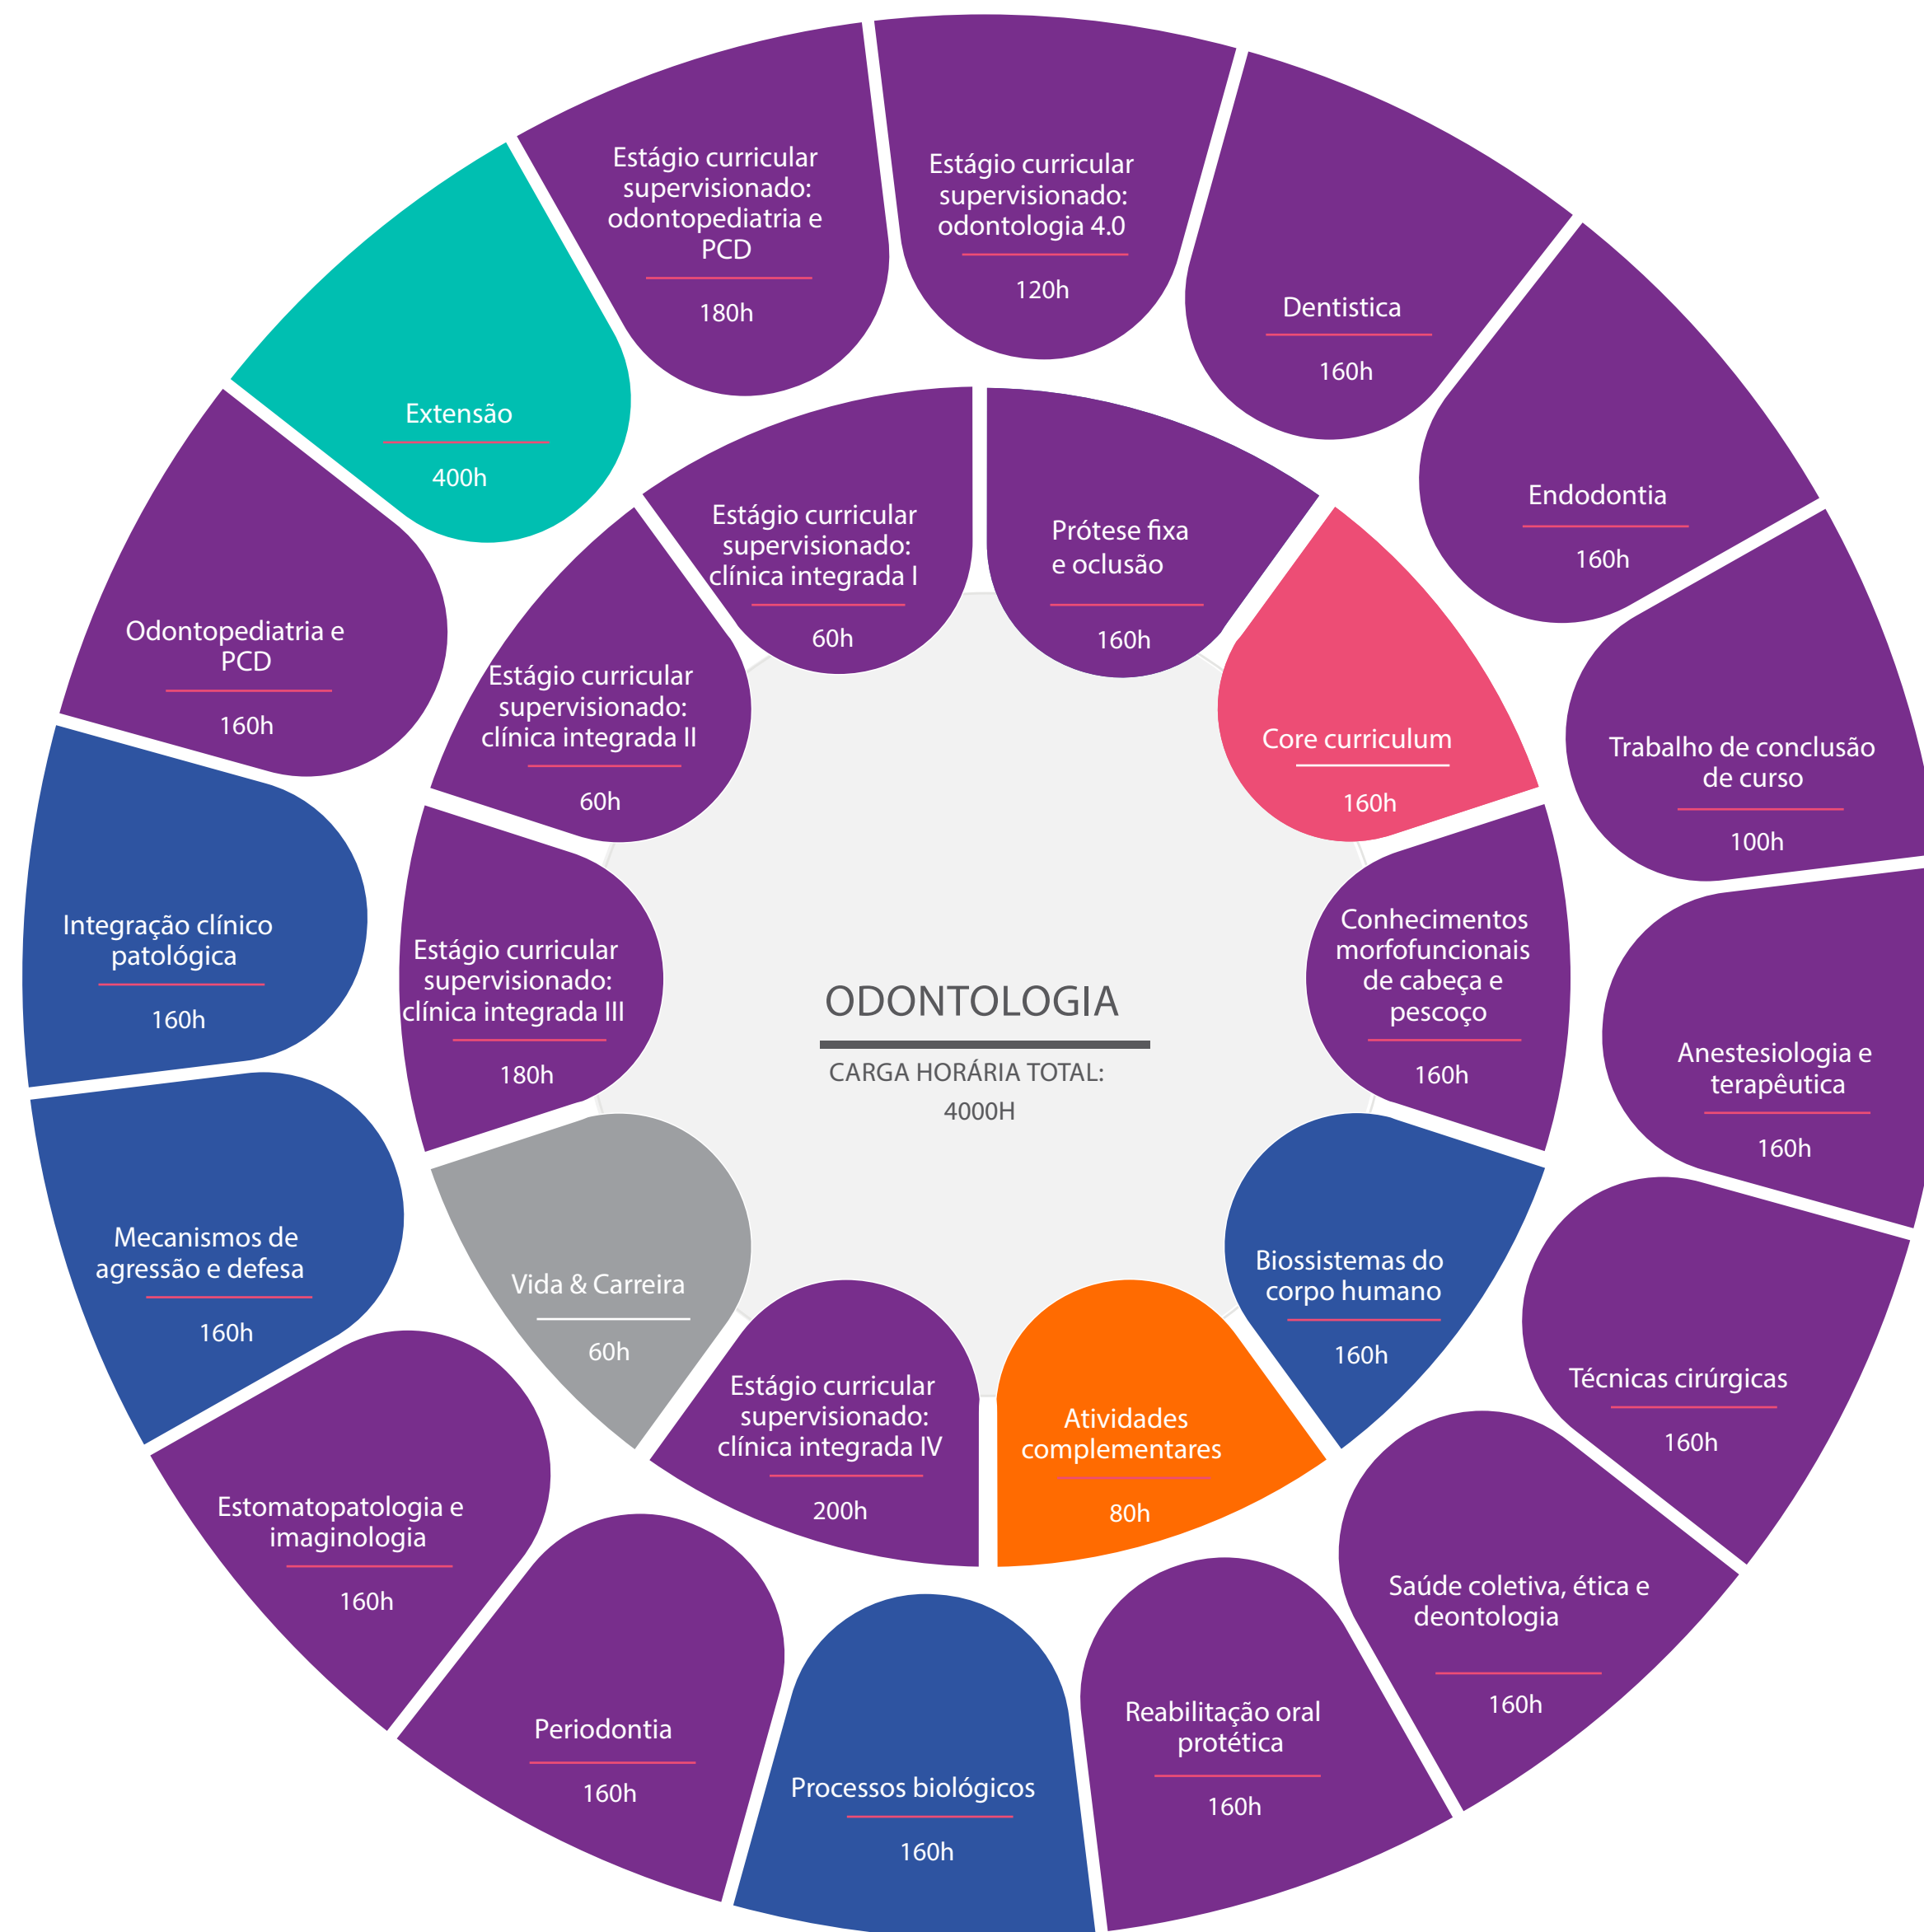 Estágio curricular
supervisionado:
odontopediatria e
PCD
180h
Estágio curricular
supervisionado:
odontologia 4.0
120h
Dentistica
160h
Endodontia
160h
Trabalho de conclusão
de curso
100h
Anestesiologia e
terapêutica
160h
Técnicas cirúrgicas
160h
Saúde coletiva, ética e
deontologia
160h
Reabilitação oral
protética
160h
Processos biológicos
160h
Periodontia
160h
Estomatopatologia e
imaginologia
160h
Mecanismos de
agressão e defesa
160h
Integração clínico
patológica
160h
Odontopediatria e
PCD
160h
Extensão
400h
Estágio curricular
supervisionado:
clínica integrada I
60h
Prótese fixa
e oclusão
160h
Core curriculum
160h
Conhecimentos
morfofuncionais
de cabeça e
pescoço
160h
Biossistemas do
corpo humano
160h
Atividades
complementares
80h
Estágio curricular
supervisionado:
clínica integrada IV
200h
Vida & Carreira
60h
Estágio curricular
supervisionado:
clínica integrada III
180h
Estágio curricular
supervisionado:
clínica integrada II
60h
ODONTOLOGIA
CARGA HORÁRIA TOTAL:
4000H